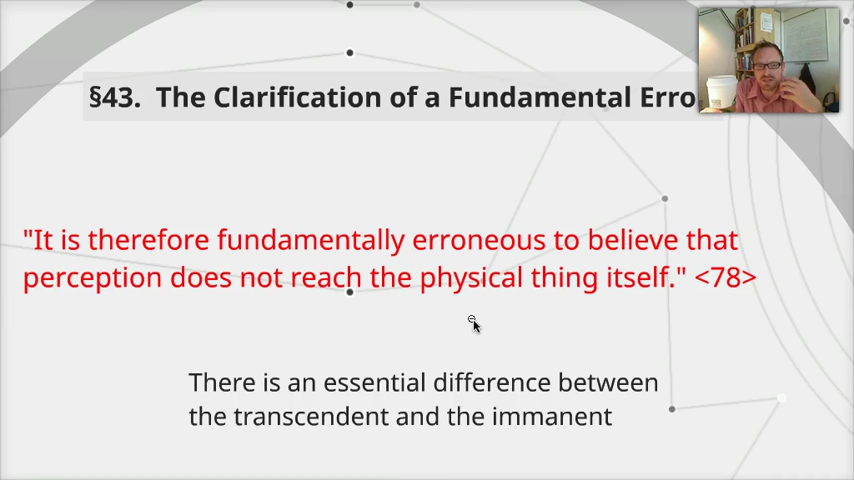 §43. The Clarification of a Fundamental Erro
"It is therefore fundamentally erroneous to believe that
perception does not reach the physical thing itself." <78>
There is an essential difference between
the transcendent and the immanent